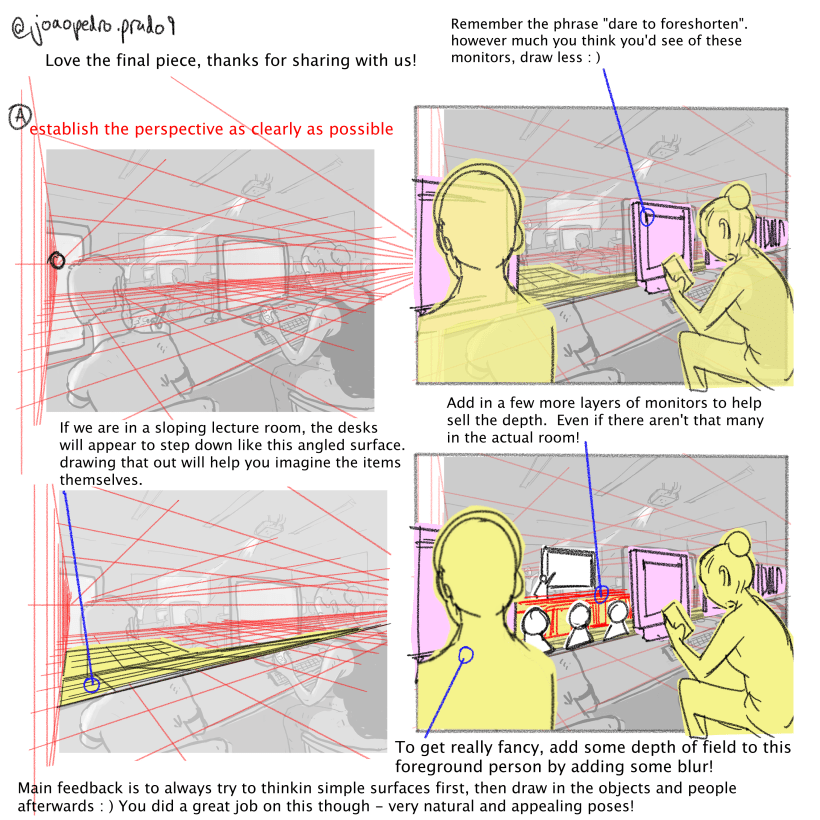 @joaopedro.prado9
Love the final piece, thanks for sharing with us!
Remember the phrase "dare to foreshorten".
however much you think you'd see of these
monitors, draw less : )
A
establish the perspective as clearly as possible
If we are in a sloping lecture room, the desks
will appear to step down like this angled surface.
drawing that out will help you imagine the items
themselves.
Add in a few more layers of monitors to help
sell the depth.  Even if there aren't that many
in the actual room!
To get really fancy, add some depth of field to this
foreground person by adding some blur!
Main feedback is to always try to thinkin simple surfaces first, then draw in the objects and people
afterwards : ) You did a great job on this though - very natural and appealing poses!